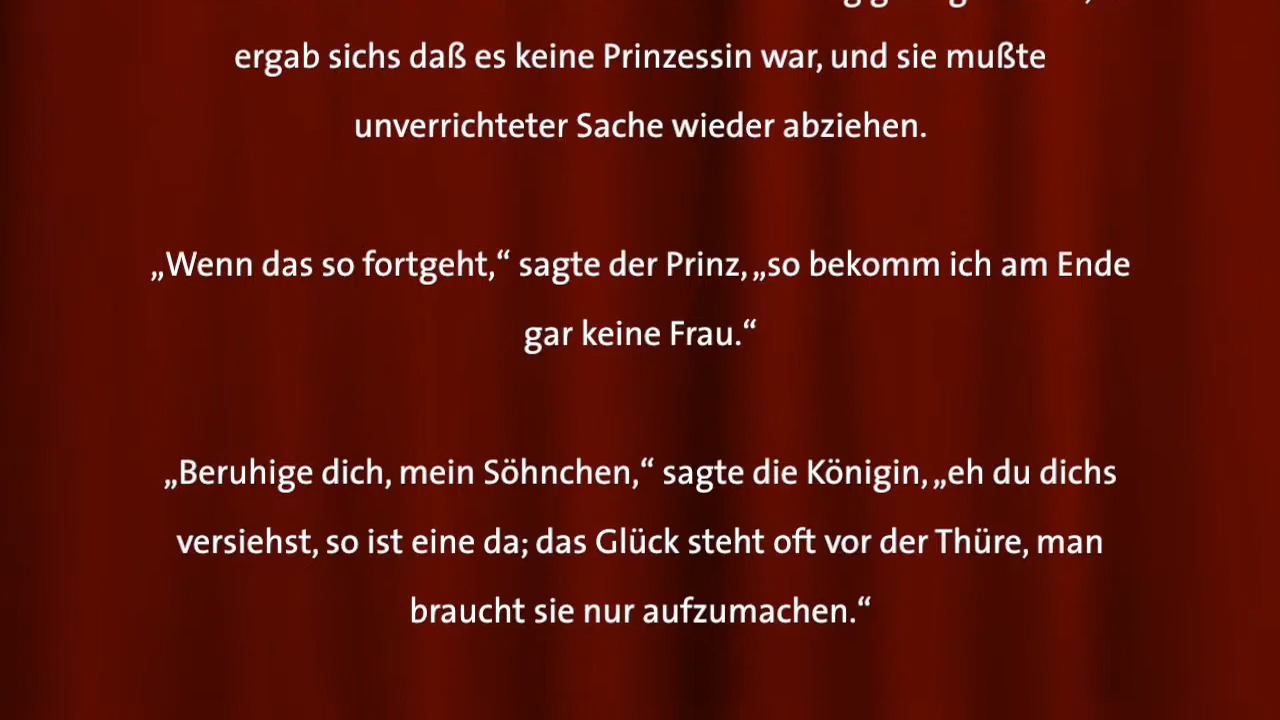 ergab sichs daß es keine Prinzessin war, und sie mußte
unverrichteter Sache wieder abziehen.
„Wenn das so fortgeht,“ sagte der Prinz, „so bekomm ich am Ende
gar keine Frau.“
„Beruhige dich, mein Söhnchen,“ sagte die Königin, „eh du dichs
versiehst, so ist eine da; das Glück steht oft vor der Thüre, man
braucht sie nur aufzumachen.“